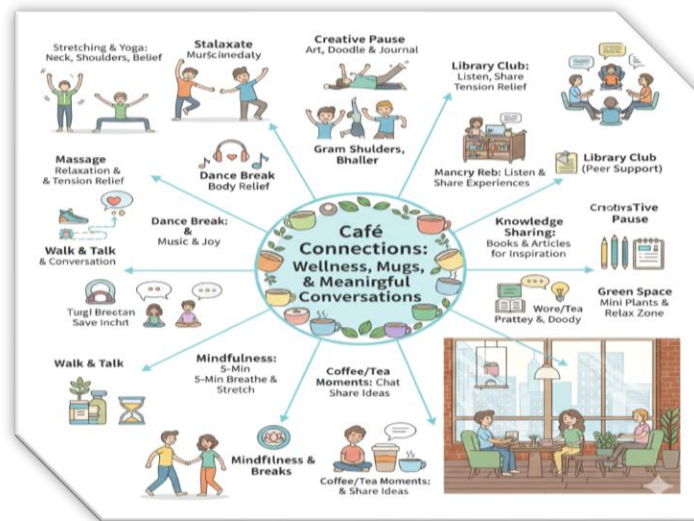 Stretching & Yoga:
Neck, Shoulders, Belief
Stalaxate
Murścinedaty
Creative Pause
Art, Doodle & Journal
Library Club:
Listen, Share
Tension Relief
Gram Shulders,
Bhaller
Massage
Relaxation &
& Tension Relief
Dance Break
Body Relief
Mancry Reb: Listen &
Share Experiences
Library Club
(Peer Support)
Dance Break:
&
Music & Joy
Walk & Talk
& Conversation
Café
Connections:
Wellness, Mugs,
& Meaningful
Conversations
Knowledge
Sharing:
Books & Articles
for Inspiration
Pause
Green Space
Mini Plants &
Relax Zone
Wore/Tea
Prattey & Doody
Save
Walk & Talk
Mindfulness:
5-Min
5-Min Breathe &
Stretch
Coffee/Tea
Moments: Chat
Share Ideas
Mindfilness &
Breaks
Coffee/Tea Moments:
& Share Ideas